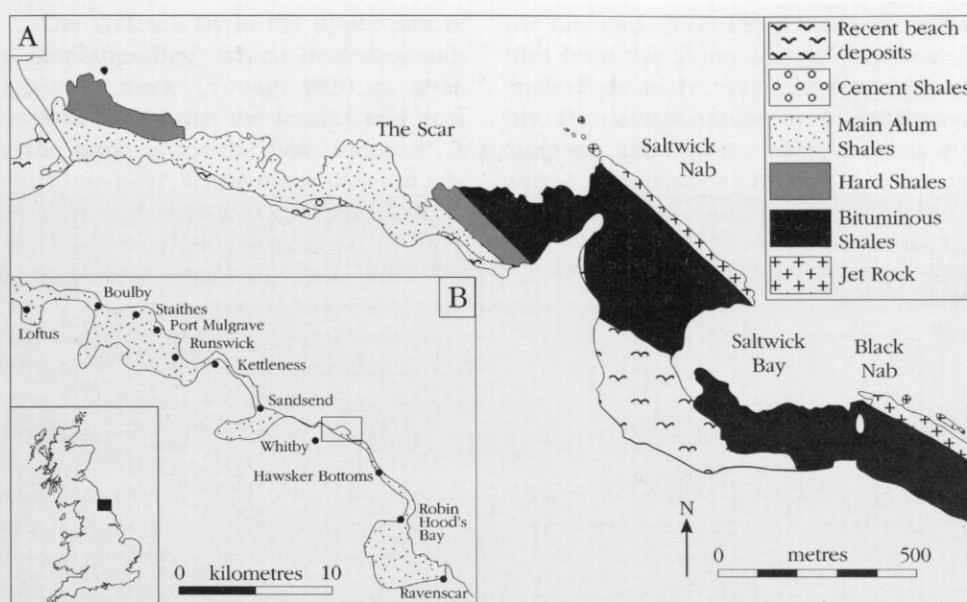 A
The Scar
Saltwick
Nab
Recent beach
deposits
Cement Shales
Main Alum
Shales
Hard Shales
Bituminous
Shales
Jet Rock
Saltwick
Bay
Black
Nab
N
0 metres 500
B
Loftus
Boulby
Staithes
Port Mulgrave
Runswick
Kettleness
Sandsend
Whitby
Hawsker Bottoms
Robin
Hood's
Bay
Ravenscar
0 kilometres 10